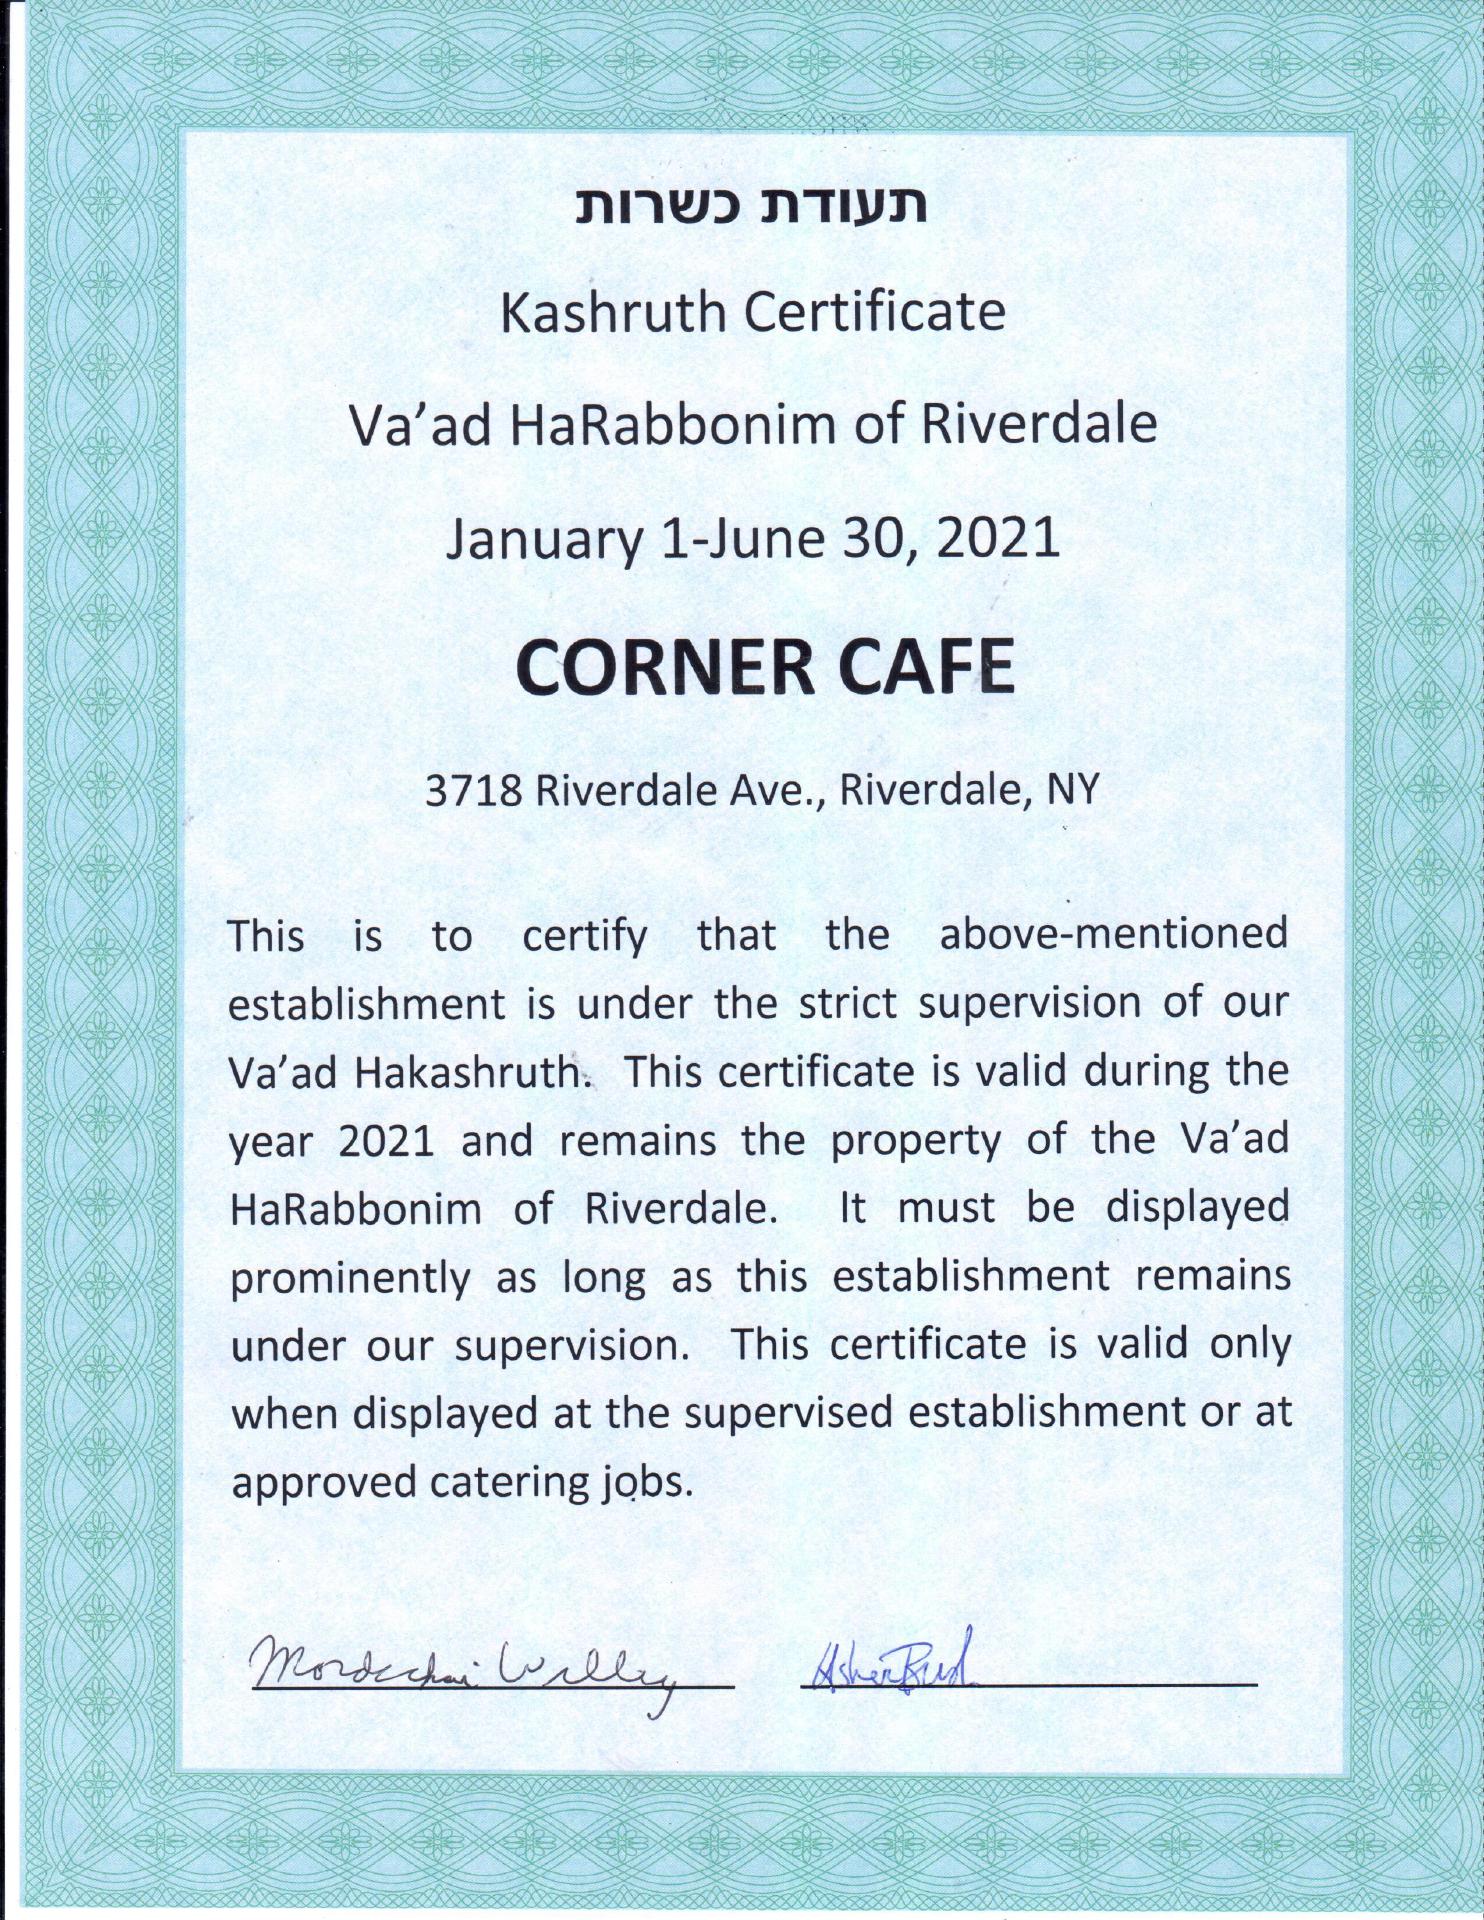 תעודת כשרות
Kashruth Certificate
Va’ad HaRabbonim of Riverdale
January 1-June 30, 2021
CORNER CAFE
3718 Riverdale Ave., Riverdale, NY
This is to certify that the above-mentioned
establishment is under the strict supervision of our
Va’ad Hakashruth. This certificate is valid during the
year 2021 and remains the property of the Va’ad
HaRabbonim of Riverdale. It must be displayed
prominently as long as this establishment remains
under our supervision. This certificate is valid only
when displayed at the supervised establishment or at
approved catering jobs.
Mordechai Willig